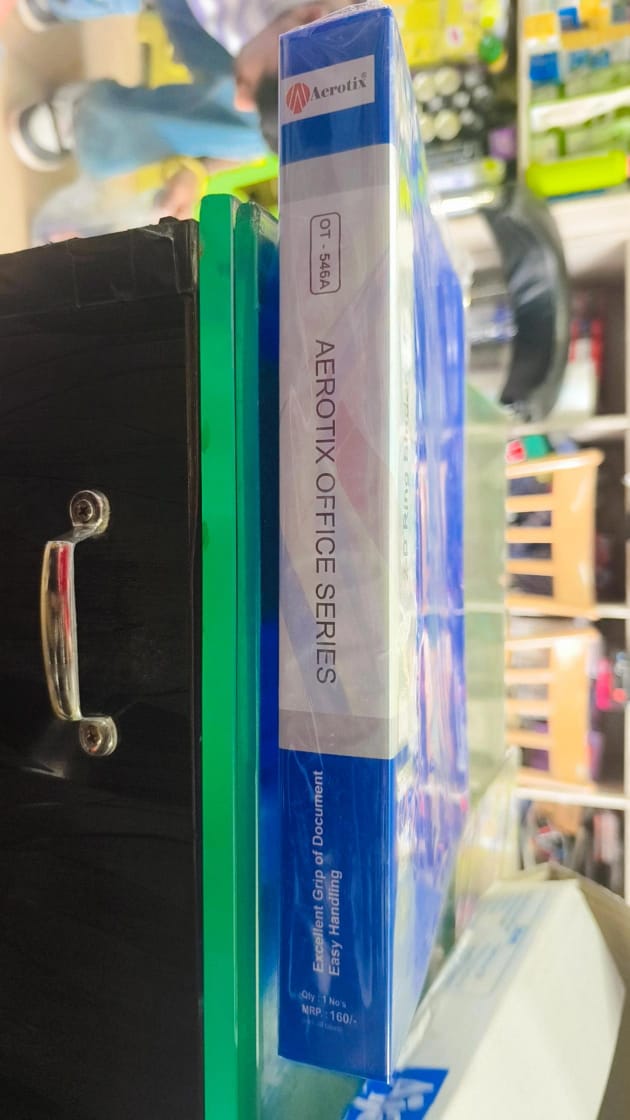 Aerotix®
OT - 546A
AEROTIX OFFICE SERIES
Excellent Grip of Document
Easy Handling
Qty : 1 No's
MRP : 160/-